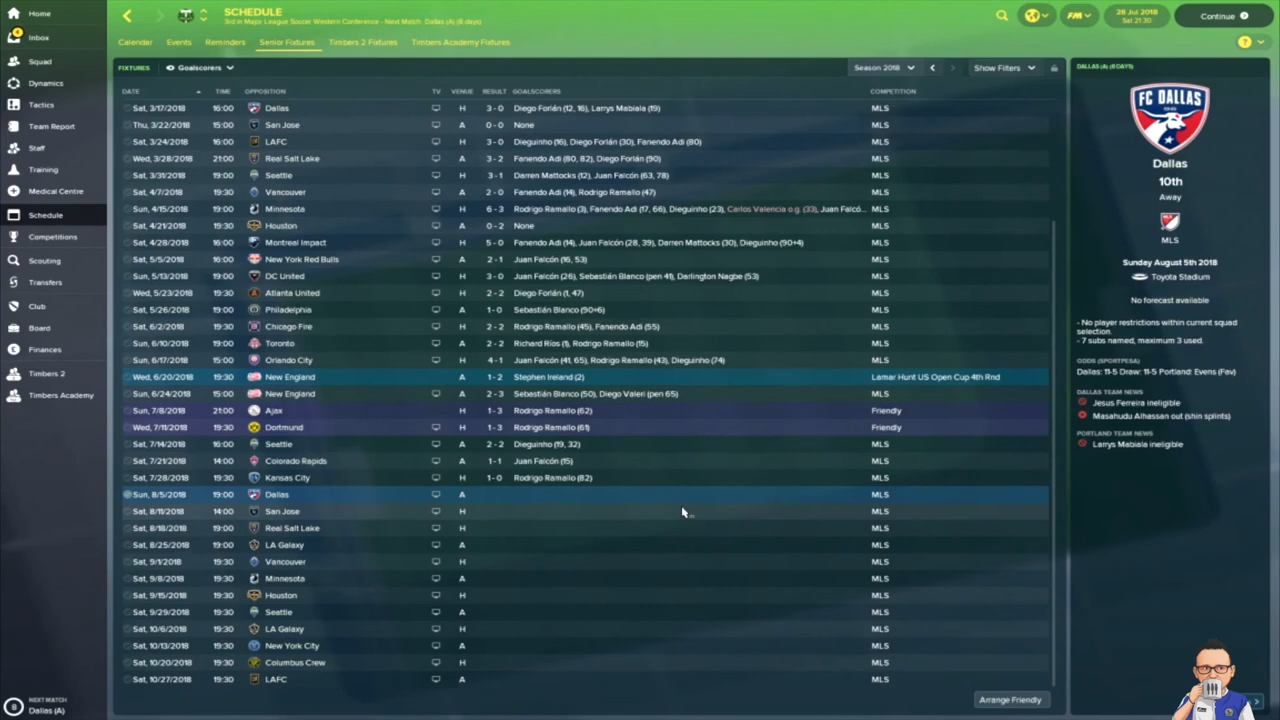 Home
4
Inbox
Squad
Dynamics
Tactics
Team Report
Staff
Training
Medical Centre
Schedule
Competitions
Scouting
Transfers
Club
Board
Finances
Timbers 2
Timbers Academy
NEXT MATCH
Dallas (A)
SCHEDULE
3rd in Major League Soccer Western Conference - Next Match: Dallas (A) (8 days)
FM
28 Jul 2018
Sat 21:30
Continue
Calendar Events Reminders Senior Fixtures Timbers 2 Fixtures Timbers Academy Fixtures
?
FIXTURES Goalscorers Season 2018 Show Filters
DATE TIME OPPOSITION TV VENUE RESULT GOALSCORERS COMPETITION
Sat, 3/17/2018 16:00 Dallas H 3 - 0 Diego Forlán (12, 16), Larrys Mabiala (19) MLS
Thu, 3/22/2018 15:00 San Jose A 0 - 0 None MLS
Sat, 3/24/2018 16:00 LAFC H 3 - 0 Dieguinho (16), Diego Forlán (30), Fanendo Adi (80) MLS
Wed, 3/28/2018 21:00 Real Salt Lake A 3 - 2 Fanendo Adi (80, 82), Diego Forlán (90) MLS
Sat, 3/31/2018 19:00 Seattle H 3 - 1 Darren Mattocks (12), Juan Falcón (63, 78) MLS
Sat, 4/7/2018 19:30 Vancouver A 2 - 0 Fanendo Adi (14), Rodrigo Ramallo (47) MLS
Sun, 4/15/2018 19:00 Minnesota H 6 - 3 Rodrigo Ramallo (3), Fanendo Adi (17, 66), Dieguinho (23), Carlos Valencia o.g. (33), Juan Falcó... MLS
Sat, 4/21/2018 19:30 Houston A 0 - 2 None MLS
Sat, 4/28/2018 16:00 Montreal Impact H 5 - 0 Fanendo Adi (14), Juan Falcón (28, 39), Darren Mattocks (30), Dieguinho (90+4) MLS
Sat, 5/5/2018 16:00 New York Red Bulls A 2 - 1 Juan Falcón (16, 53) MLS
Sun, 5/13/2018 19:00 DC United H 3 - 0 Juan Falcón (26), Sebastián Blanco (pen 41), Darlington Nagbe (53) MLS
Wed, 5/23/2018 19:30 Atlanta United H 2 - 2 Diego Forlán (1, 47) MLS
Sat, 5/26/2018 19:00 Philadelphia A 1 - 0 Sebastián Blanco (90+6) MLS
Sat, 6/2/2018 19:30 Chicago Fire H 2 - 2 Rodrigo Ramallo (45), Fanendo Adi (55) MLS
Sun, 6/10/2018 19:00 Toronto A 2 - 2 Richard Ríos (1), Rodrigo Ramallo (15) MLS
Sun, 6/17/2018 15:00 Orlando City H 4 - 1 Juan Falcón (41, 65), Rodrigo Ramallo (43), Dieguinho (74) MLS
Wed, 6/20/2018 19:30 New England A 1 - 2 Stephen Ireland (2) Lamar Hunt US Open Cup 4th Rnd
Sun, 6/24/2018 15:00 New England A 2 - 3 Sebastián Blanco (50), Diego Valeri (pen 65) MLS
Sun, 7/8/2018 21:00 Ajax H 1 - 3 Rodrigo Ramallo (62) Friendly
Wed, 7/11/2018 19:30 Dortmund H 1 - 3 Rodrigo Ramallo (61) Friendly
Sat, 7/14/2018 16:00 Seattle A 2 - 2 Dieguinho (19, 32) MLS
Sat, 7/21/2018 14:00 Colorado Rapids A 1 - 1 Juan Falcón (15) MLS
Sat, 7/28/2018 19:30 Kansas City H 1 - 0 Rodrigo Ramallo (82) MLS
Sun, 8/5/2018 19:00 Dallas A MLS
Sat, 8/11/2018 14:00 San Jose H MLS
Sat, 8/18/2018 19:00 Real Salt Lake H MLS
Sat, 8/25/2018 19:00 LA Galaxy A MLS
Sat, 9/1/2018 19:30 Vancouver H MLS
Sat, 9/8/2018 19:30 Minnesota A MLS
Sat, 9/15/2018 19:30 Houston H MLS
Sat, 9/29/2018 19:30 Seattle A MLS
Sat, 10/6/2018 19:30 LA Galaxy H MLS
Sat, 10/13/2018 19:30 New York City A MLS
Sat, 10/20/2018 19:30 Columbus Crew H MLS
Sat, 10/27/2018 19:30 LAFC A MLS
Arrange Friendly
DALLAS (A) (8 DAYS)
FC DALLAS
Dallas
10th
Away
MLS
Sunday August 5th 2018
Toyota Stadium
No forecast available
- No player restrictions within current squad
selection.
- 7 subs named, maximum 3 used.
ODDS (SPORTPESA)
Dallas: 11-5 Draw: 11-5 Portland: Evens (Fav)
DALLAS TEAM NEWS
Jesus Ferreira ineligible
Masahudu Alhassan out (shin splints)
PORTLAND TEAM NEWS
Larrys Mabiala ineligible